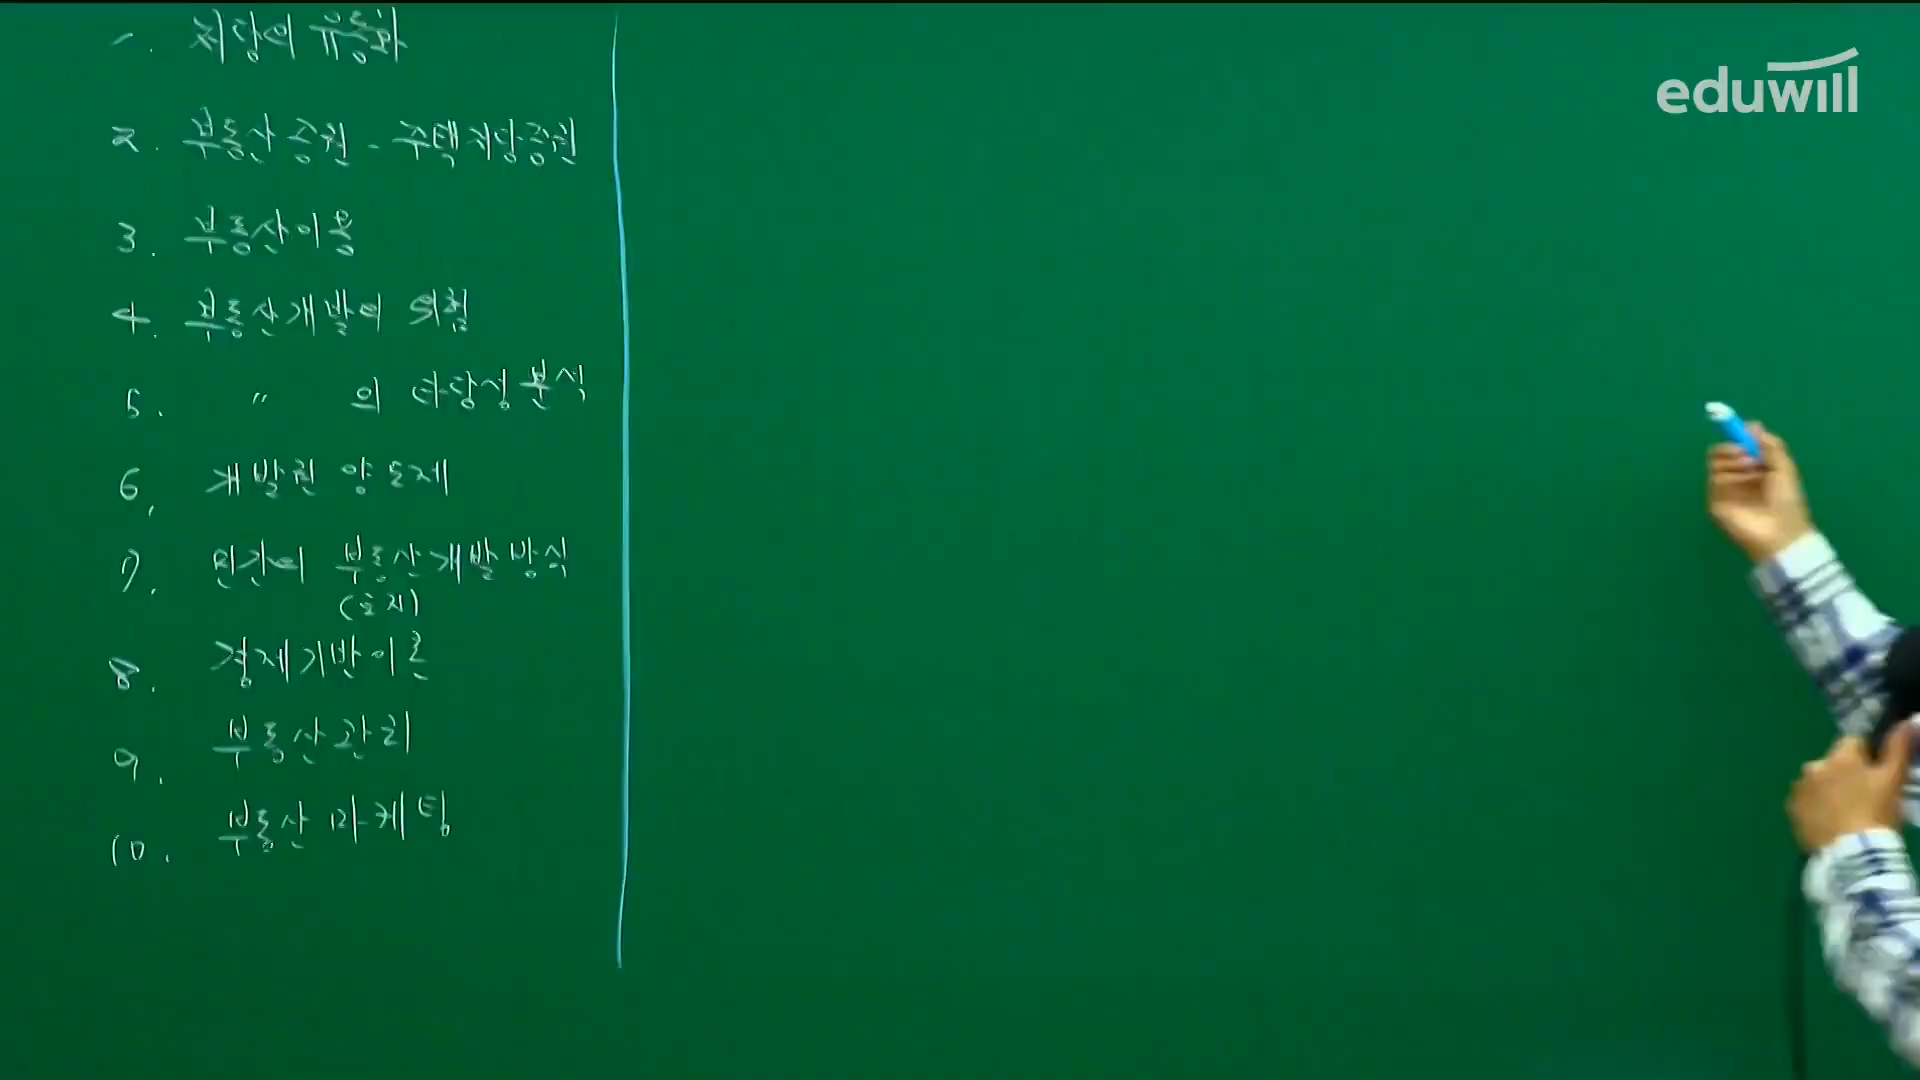 1. 저당의 유동화
eduwill
2. 부동산증권 - 주택저당증권
3. 부동산이용
4. 부동산개발의 위험
5. 〃 의 타당성분석
6. 개발권 양도제
7. 민간의 부동산개발방식
(토지)
8. 경제기반이론
9. 부동산관리
10. 부동산 마케팅